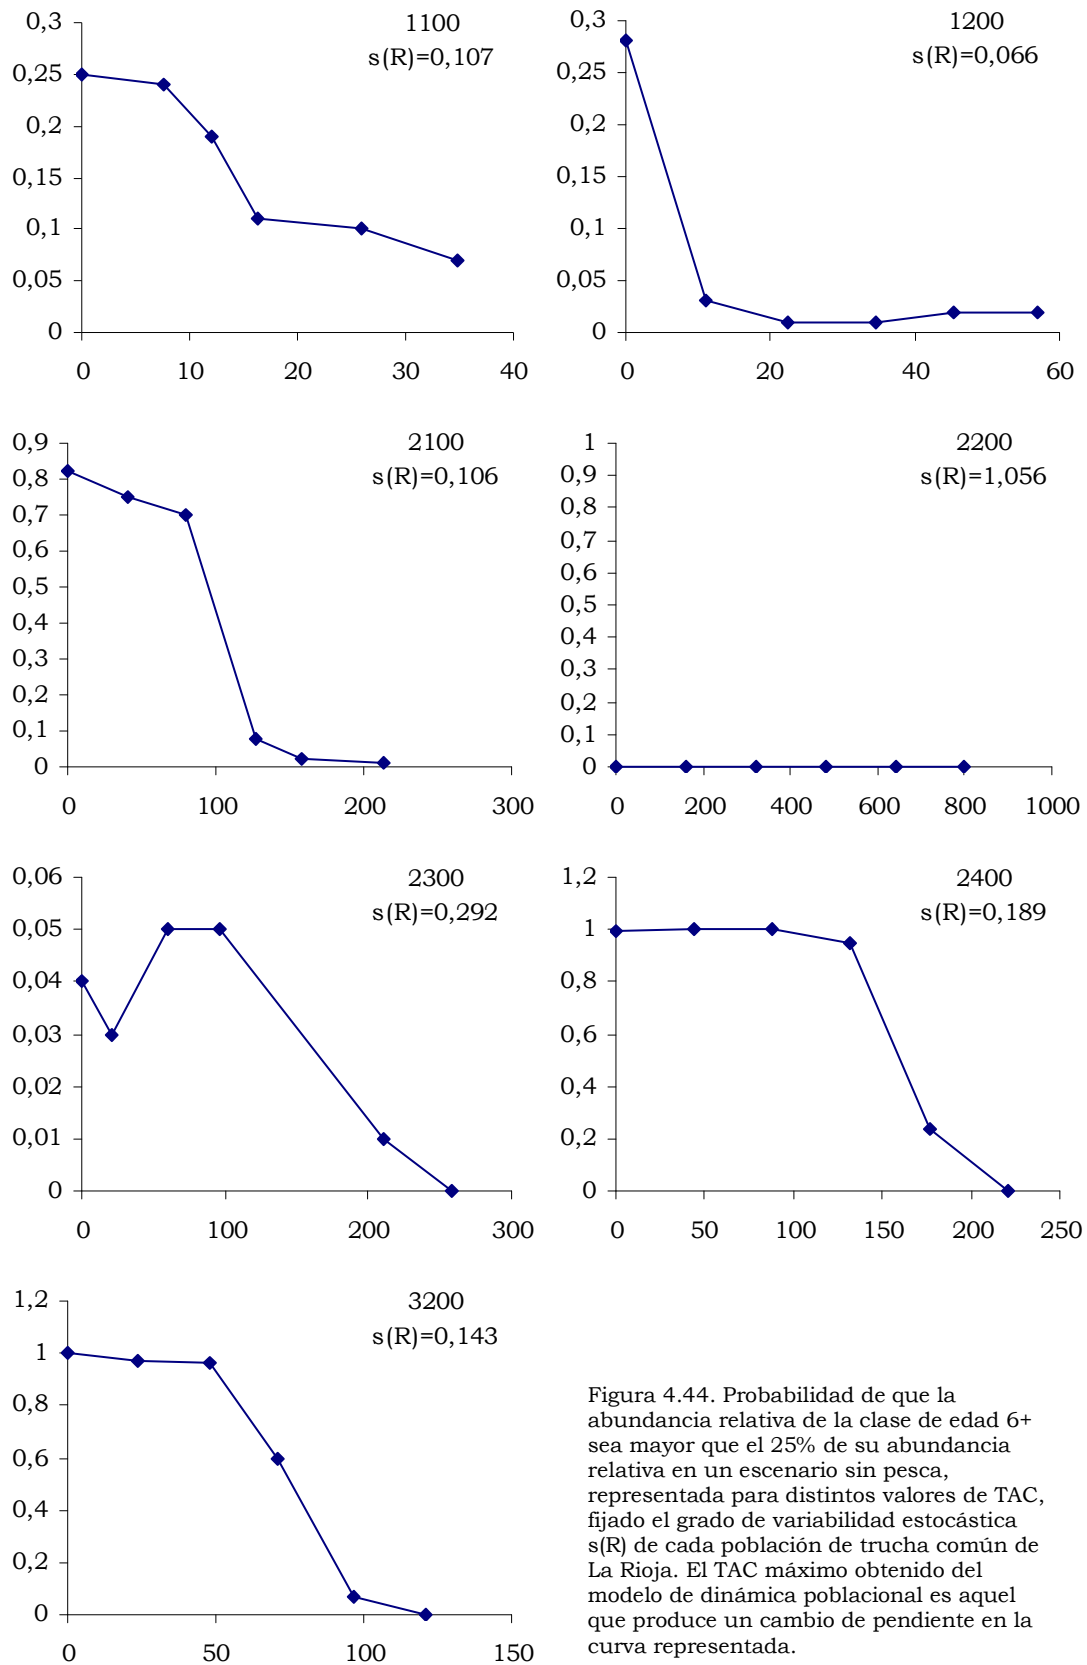 1100
s(R)=0,107
0,3
0,25
0,2
0,15
0,1
0,05
0
0 10 20 30 40
1200
s(R)=0,066
0,3
0,25
0,2
0,15
0,1
0,05
0
0 20 40 60
2100
s(R)=0,106
0,9
0,8
0,7
0,6
0,5
0,4
0,3
0,2
0,1
0
0 100 200 300
2200
s(R)=1,056
1
0,9
0,8
0,7
0,6
0,5
0,4
0,3
0,2
0,1
0
0 200 400 600 800 1000
2300
s(R)=0,292
0,06
0,05
0,04
0,03
0,02
0,01
0
0 100 200 300
2400
s(R)=0,189
1,2
1
0,8
0,6
0,4
0,2
0
0 50 100 150 200 250
3200
s(R)=0,143
1,2
1
0,8
0,6
0,4
0,2
0
0 50 100 150
Figura 4.44. Probabilidad de que la
abundancia relativa de la clase de edad 6+
sea mayor que el 25% de su abundancia
relativa en un escenario sin pesca,
representada para distintos valores de TAC,
fijado el grado de variabilidad estocástica
s(R) de cada población de trucha común de
La Rioja. El TAC máximo obtenido del
modelo de dinámica poblacional es aquel
que produce un cambio de pendiente en la
curva representada.